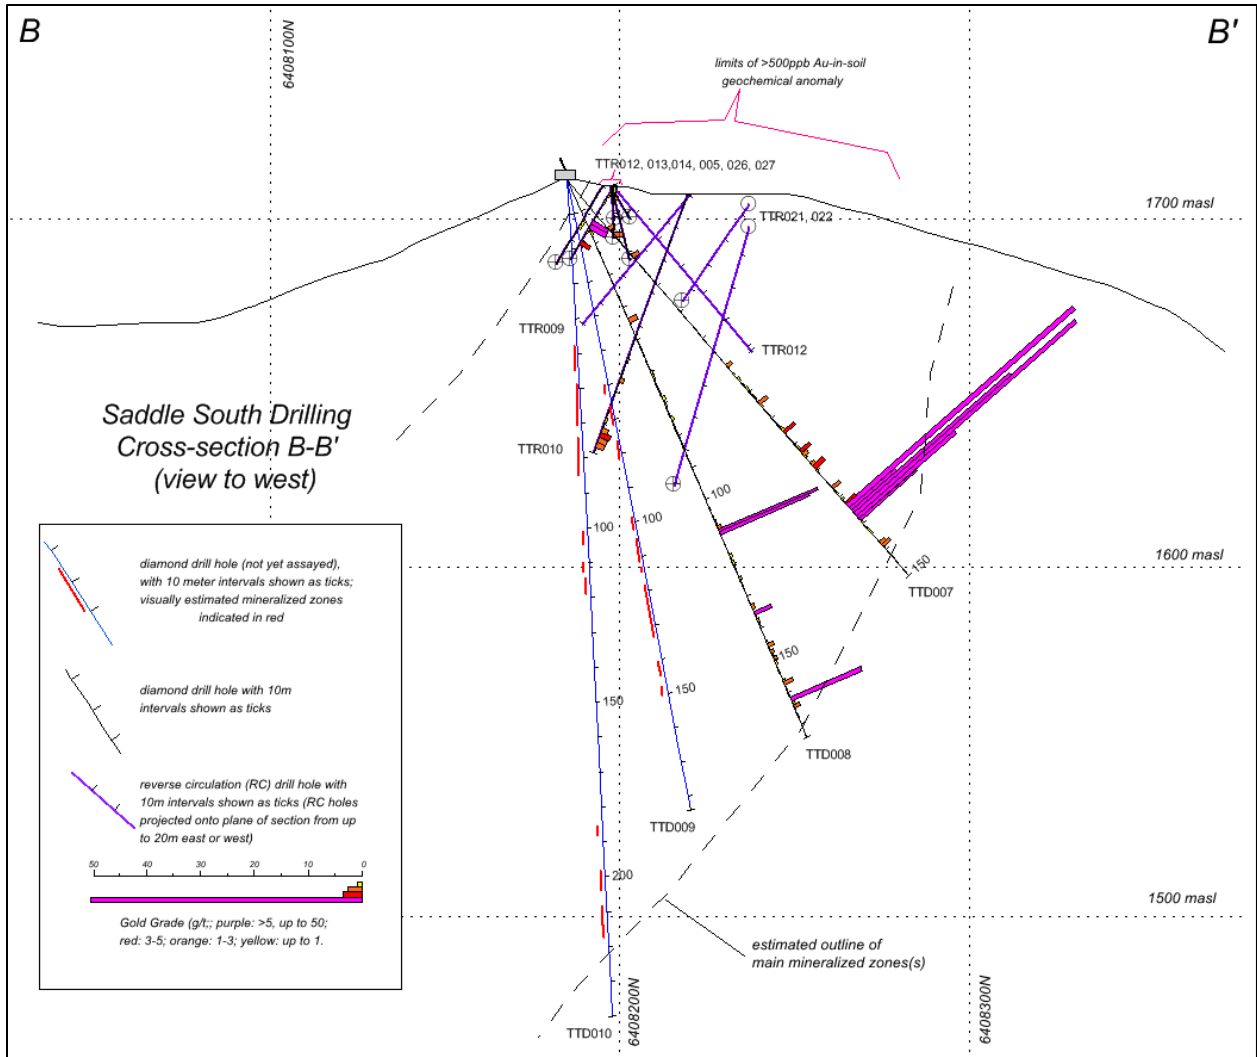 B
B'
6408100N
limits of >500ppb Au-in-soil
geochemical anomaly
TTR012, 013,014, 005, 026, 027
1700 masl
TTR021, 022
TTR009
TTR012
Saddle South Drilling
Cross-section B-B'
(view to west)
TTR010
100
100
100
150
1600 masl
TTD007
150
150
150
TTD008
TTD009
200
1500 masl
estimated outline of
main mineralized zones(s)
TTD010
6408200N
6408300N
diamond drill hole (not yet assayed),
with 10 meter intervals shown as ticks;
visually estimated mineralized zones
indicated in red
diamond drill hole with 10m
intervals shown as ticks
reverse circulation (RC) drill hole with
10m intervals shown as ticks (RC holes
projected onto plane of section from up
to 20m east or west)
50 40 30 20 10 0
Gold Grade (g/t;; purple: >5, up to 50;
red: 3-5; orange: 1-3; yellow: up to 1.